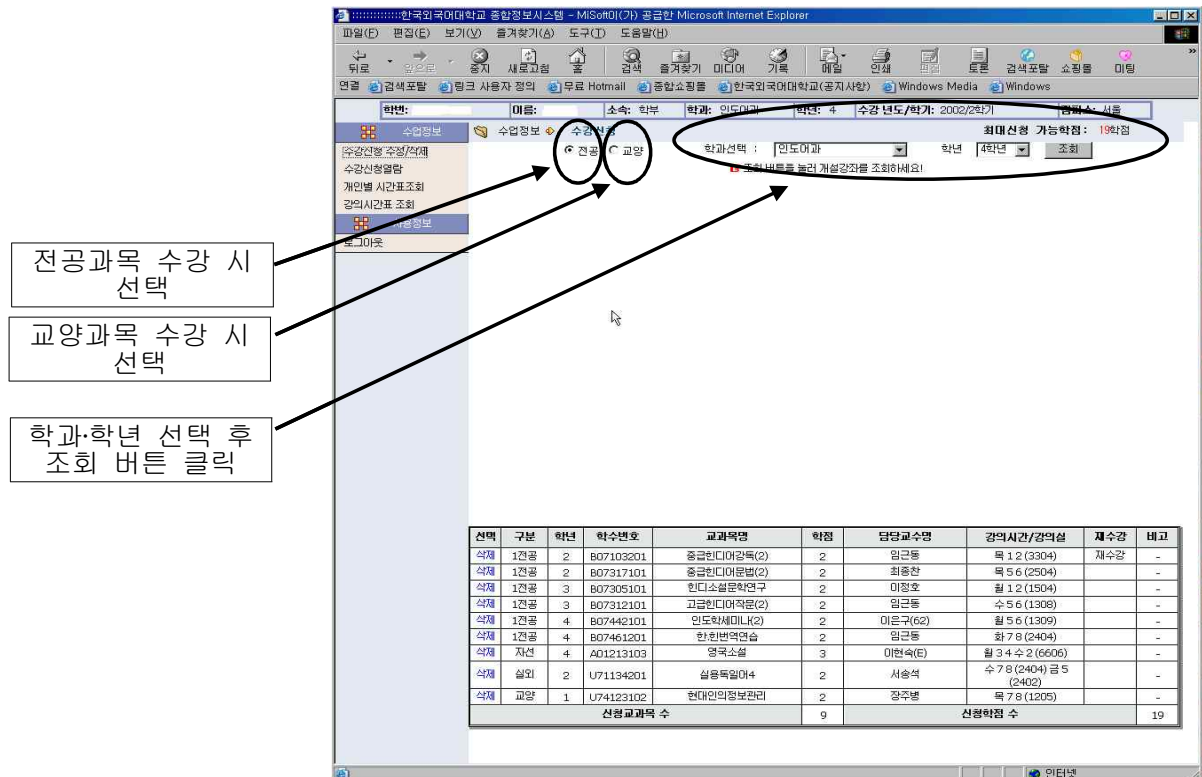 :::::::::::::한국외국어대학교 종합정보시스템 - MISoft이(가) 공급한 Microsoft Internet Explorer
파일(F) 편집(E) 보기(V) 즐겨찾기(A) 도구(T) 도움말(H)
뒤로 앞으로 중지 새로고침 홈 검색 즐겨찾기 미디어 기록 메일 인쇄 편집 토론 검색포탈 쇼핑몰 미팅
연결 검색포탈 링크 사용자 정의 무료 Hotmail 종합쇼핑몰 한국외국어대학교(공지사항) Windows Media Windows
학번: 이름: 소속: 학부 학과: 인도어과 학년: 4 수강 년도/학기: 2002/2학기 서울
수업정보
수강신청 수정/삭제
수강신청열람
개인별 시간표조회
강의시간표 조회
사용정보
로그아웃
수업정보 수강신청 최대신청 가능학점: 19학점
전공 교양 학과선택 : 인도어과 학년 4학년 조회
조회 버튼을 눌러 개설강좌를 조회하세요!
전공과목 수강 시
선택
교양과목 수강 시
선택
학과·학년 선택 후
조회 버튼 클릭
선택 구분 학년 학수번호 교과목명 학점 담당교수명 강의시간/강의실 재수강 비고
삭제 1전공 2 B07103201 중급힌디어강독(2) 2 임근동 목 1 2 (3304) 재수강 -
삭제 1전공 2 B07317101 중급힌디어문법(2) 2 최종찬 목 5 6 (2504) -
삭제 1전공 3 B07305101 힌디소설문학연구 2 이정호 월 1 2 (1504) -
삭제 1전공 3 B07312101 고급힌디어작문(2) 2 임근동 수 5 6 (1308) -
삭제 1전공 4 B07442101 인도학세미나(2) 2 이은구(62) 월 5 6 (1309) -
삭제 1전공 4 B07461201 한.힌번역연습 2 임근동 화 7 8 (2404) -
삭제 자선 4 A01213103 영국소설 3 이현숙(E) 월 3 4 수 2 (6606) -
삭제 실외 2 U71134201 실용독일어4 2 서송석 수 7 8 (2404) 금 5
(2402) -
삭제 교양 1 U74123102 현대인의정보관리 2 장주병 목 7 8 (1205) -
신청교과목 수 9 신청학점 수 19
인터넷